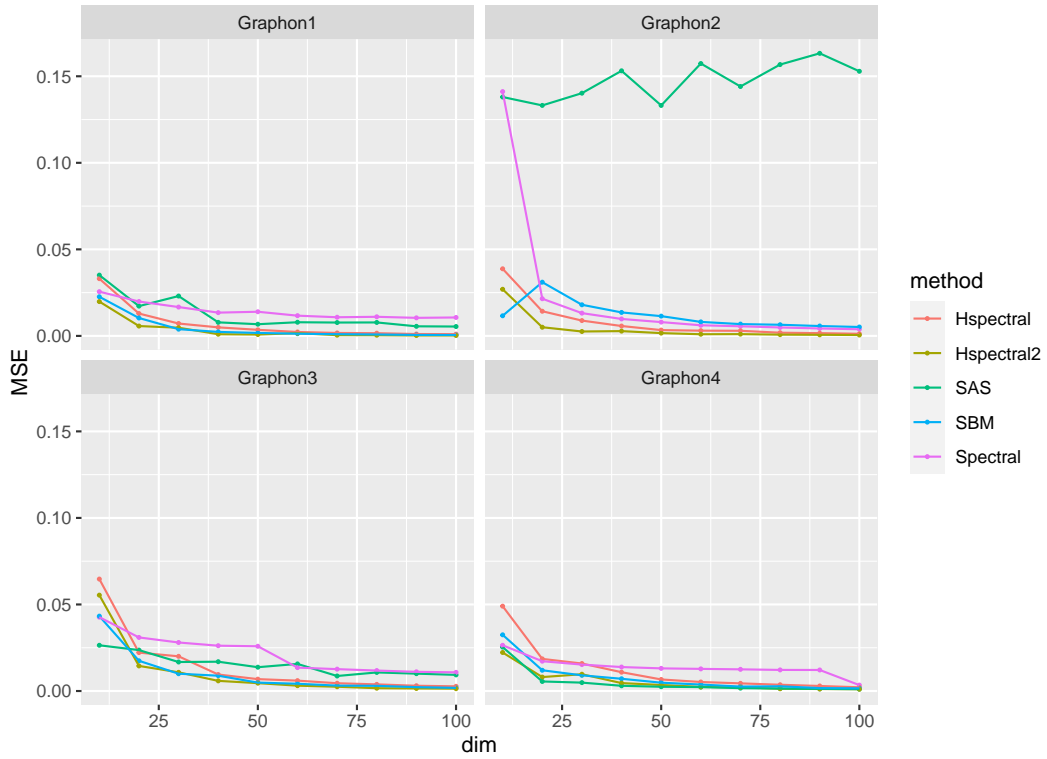 Graphon1
Graphon2
0.15
0.10
0.05
0.00
Graphon3
Graphon4
0.15
0.10
0.05
0.00
25
50
75
100
25
50
75
100
MSE
dim
method
Hspectral
Hspectral2
SAS
SBM
Spectral